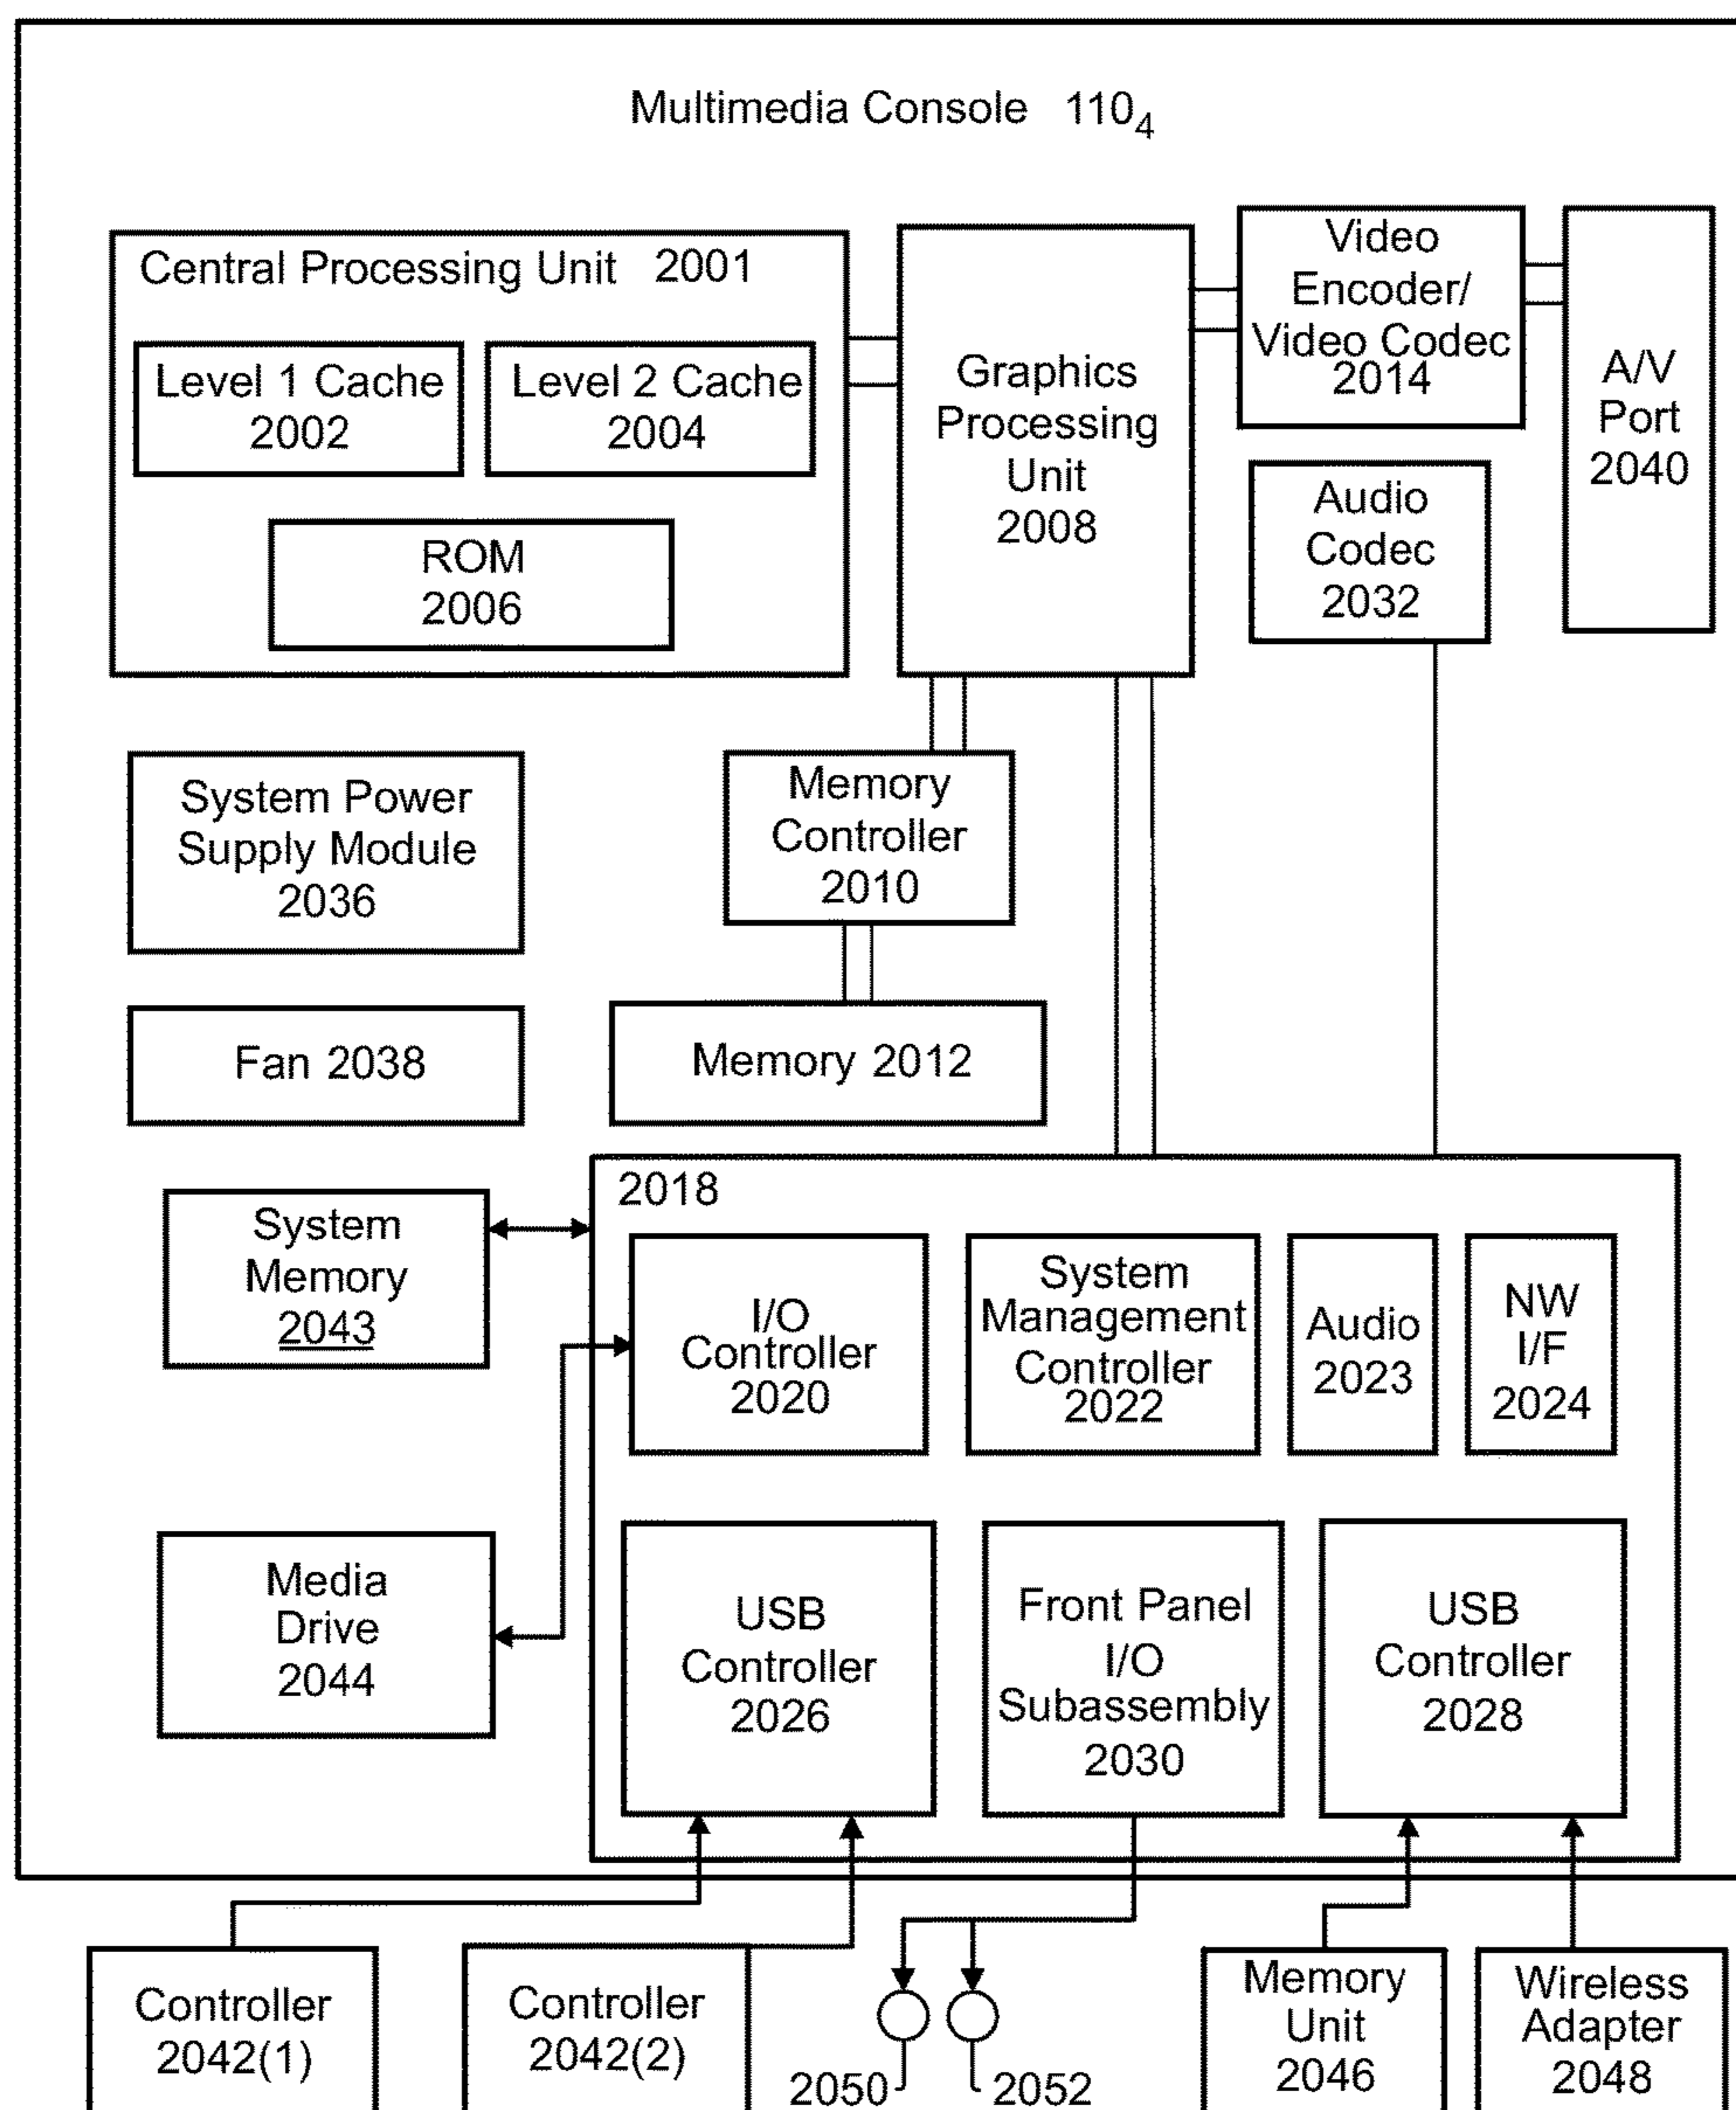 Multimedia Console 110₄
Central Processing Unit 2001
Level 1 Cache
2002
Level 2 Cache
2004
ROM
2006
Graphics
Processing
Unit
2008
Video
Encoder/
Video Codec
2014
A/V
Port
2040
Audio
Codec
2032
System Power
Supply Module
2036
Memory
Controller
2010
Fan 2038
Memory 2012
System
Memory
2043
2018
I/O
Controller
2020
System
Management
Controller
2022
Audio
2023
NW
I/F
2024
Media
Drive
2044
USB
Controller
2026
Front Panel
I/O
Subassembly
2030
USB
Controller
2028
Controller
2042(1)
Controller
2042(2)
2050
2052
Memory
Unit
2046
Wireless
Adapter
2048